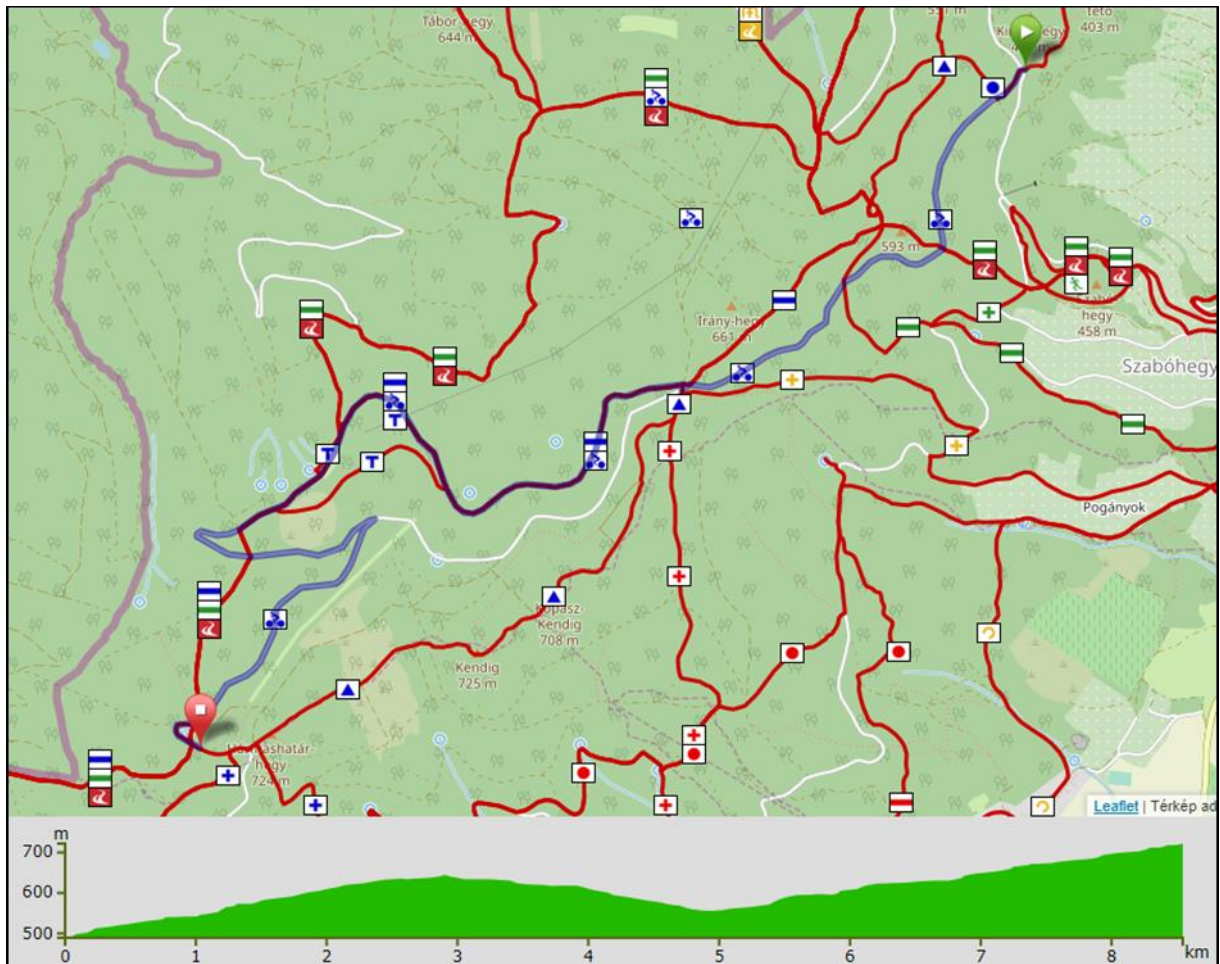 Tábor-hegy
644 m
tető
403 m
593 m
Irány-hegy
661 m
hegy
458 m
Szabóhegy
Pogányok
Kopasz-
Kendig
708 m
Kendig
725 m
hegy
724 m
T
T
T
Leaflet | Térkép ad
m
700
600
500
0 1 2 3 4 5 6 7 8 km